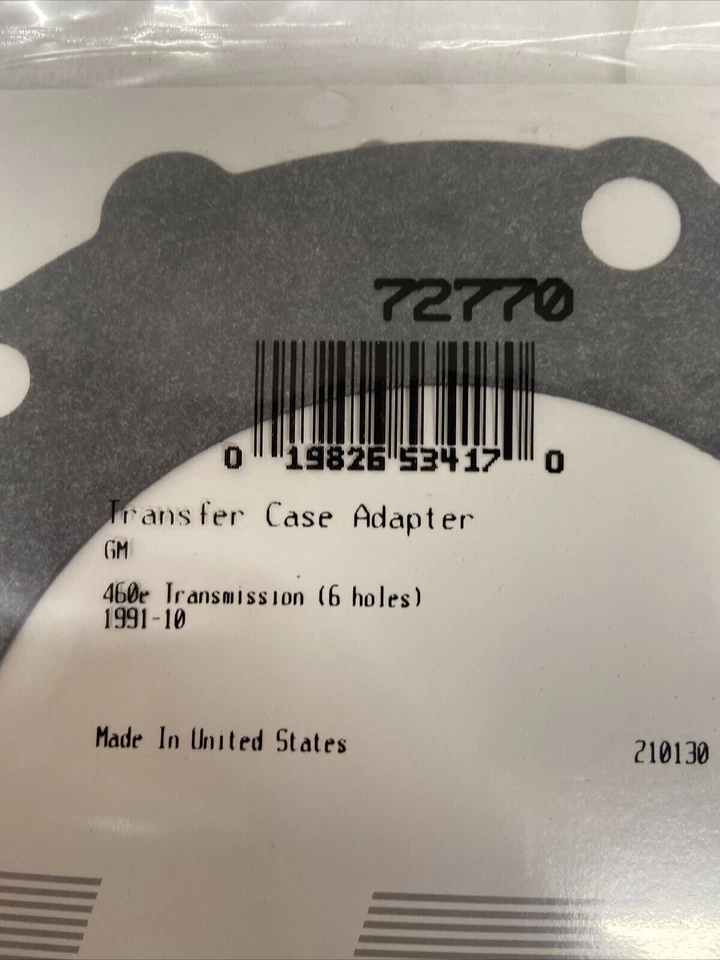 72770
0 19826 53417 0
Transfer Case Adapter
GM
460e Transmission (6 holes)
1991-10
Made In United States
210130